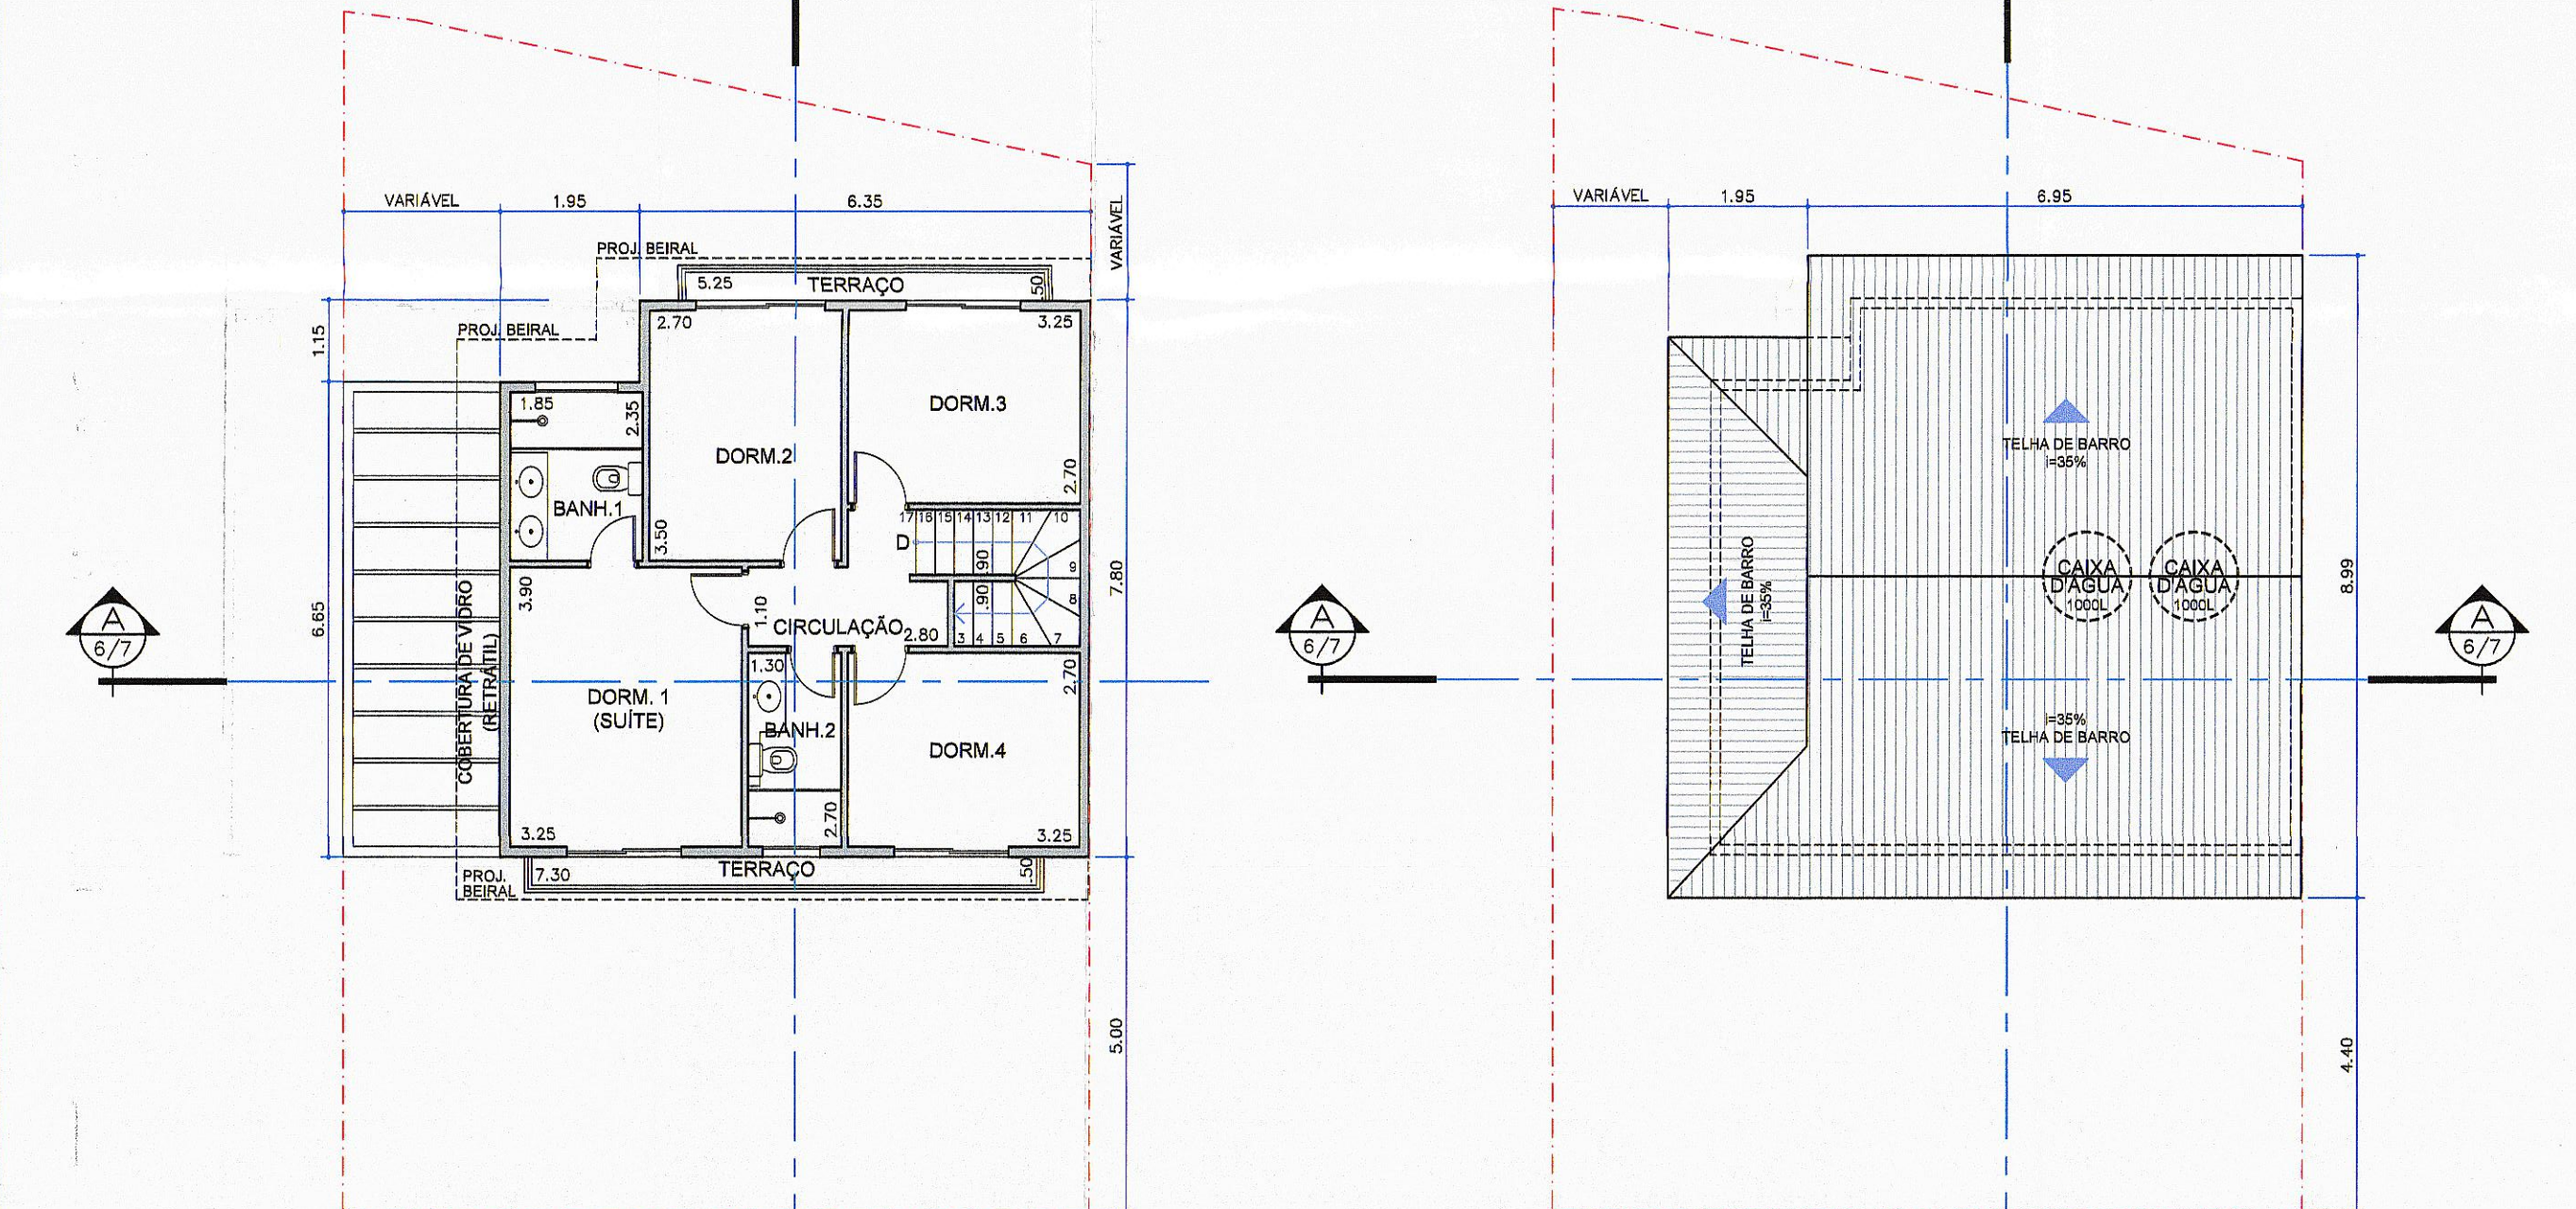 VARIÁVEL
1.95
6.35
VARIÁVEL
PROJ. BEIRAL
5.25
TERRAÇO
.50
PROJ. BEIRAL
1.15
2.70
3.25
1.85
2.35
DORM.3
DORM.2
2.70
BANH.1
3.50
17 16 15 14 13 12 11 10
D
.90
9
3.90
.90
8
7.80
1.10
CIRCULAÇÃO
2.80
3 4 5 6 7
6.65
COBERTURA DE VIDRO
(RETRÁTIL)
A
6/7
1.30
2.70
DORM. 1
(SUÍTE)
BANH.2
DORM.4
2.70
3.25
3.25
TERRAÇO
7.30
.50
PROJ.
BEIRAL
5.00
VARIÁVEL
1.95
6.95
TELHA DE BARRO
i=35%
CAIXA
D'ÁGUA
1000L
CAIXA
D'ÁGUA
1000L
TELHA DE BARRO
i=35%
8.99
A
6/7
A
6/7
i=35%
TELHA DE BARRO
4.40